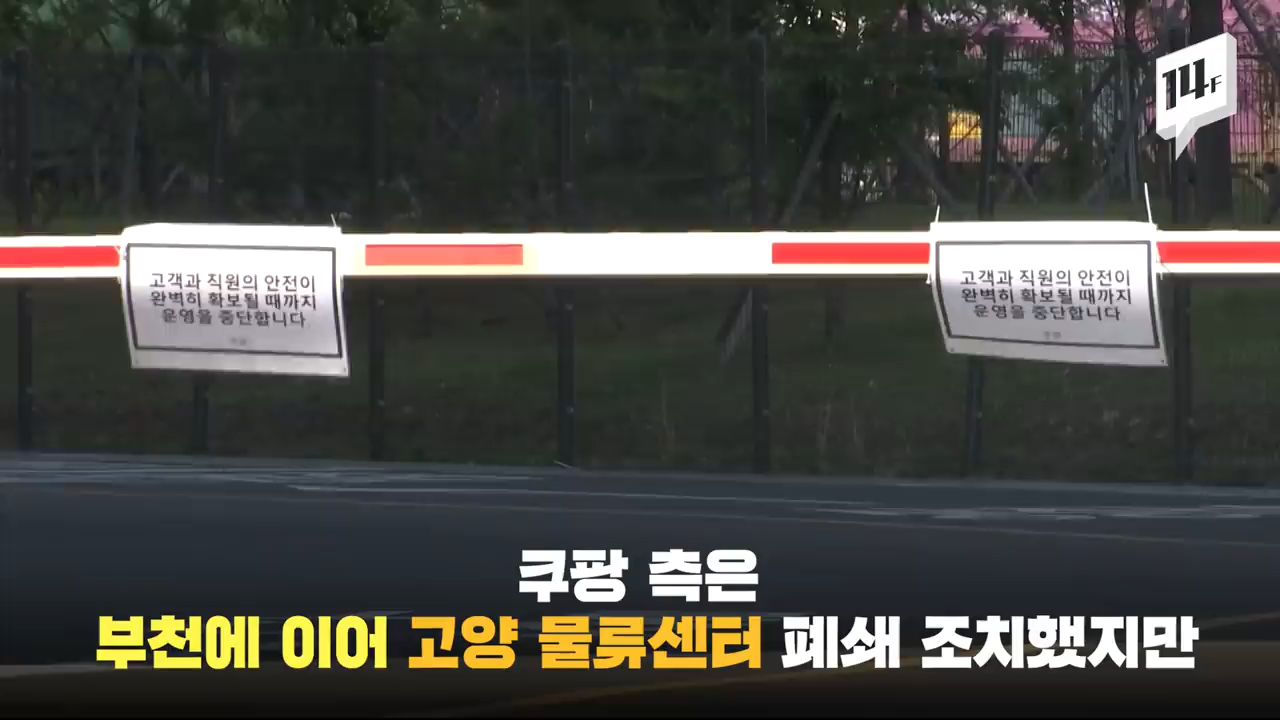 14F
고객과 직원의 안전이
완벽히 확보될 때까지
운영을 중단합니다
고객과 직원의 안전이
완벽히 확보될 때까지
운영을 중단합니다
쿠팡 측은
부천에 이어 고양 물류센터 폐쇄 조치했지만